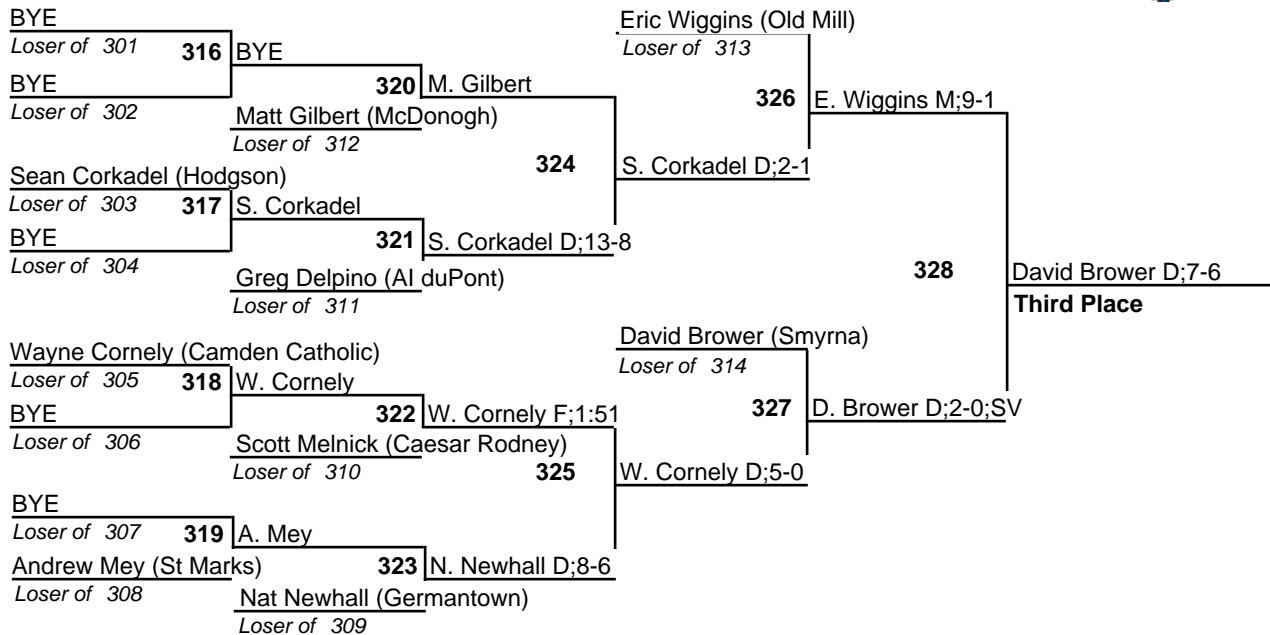 BYE
Loser of 301
316
BYE
BYE
Loser of 302
320
M. Gilbert
Matt Gilbert (McDonogh)
Loser of 312
Sean Corkadel (Hodgson)
Loser of 303
317
S. Corkadel
BYE
Loser of 304
321
S. Corkadel D;13-8
Greg Delpino (AI duPont)
Loser of 311
324
S. Corkadel D;2-1
Eric Wiggins (Old Mill)
Loser of 313
326
E. Wiggins M;9-1
Wayne Cornely (Camden Catholic)
Loser of 305
318
W. Cornely
BYE
Loser of 306
322
W. Cornely F;1:51
Scott Melnick (Caesar Rodney)
Loser of 310
BYE
Loser of 307
319
A. Mey
Andrew Mey (St Marks)
Loser of 308
323
N. Newhall D;8-6
Nat Newhall (Germantown)
Loser of 309
325
W. Cornely D;5-0
David Brower (Smyrna)
Loser of 314
327
D. Brower D;2-0;SV
328
David Brower D;7-6
Third Place